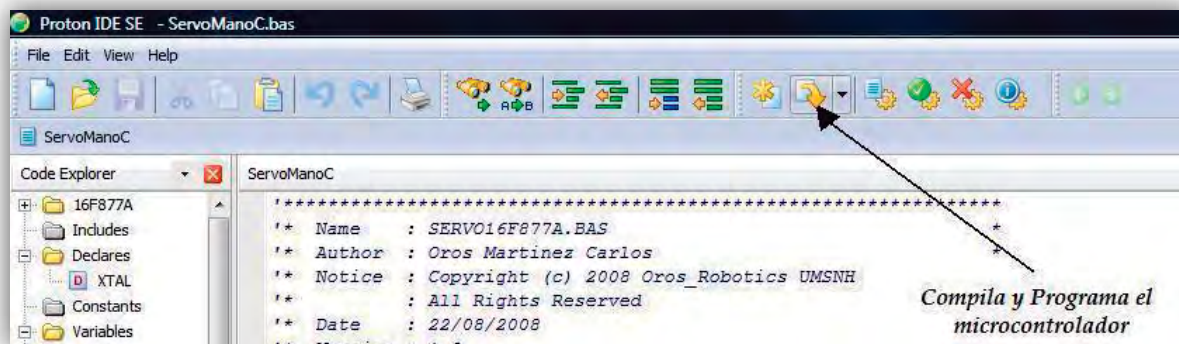 Proton IDE SE - ServoManoC.bas
File Edit View Help
A B
ServoManoC
Code Explorer
ServoManoC
16F877A
Includes
Declares
D XTAL
Constants
Variables
'****************************************************************
'* Name : SERVO16F877A.BAS *
'* Author : Oros Martinez Carlos *
'* Notice : Copyright (c) 2008 Oros_Robotics UMSNH
'* : All Rights Reserved
'* Date : 22/08/2008
Compila y Programa el
microcontrolador